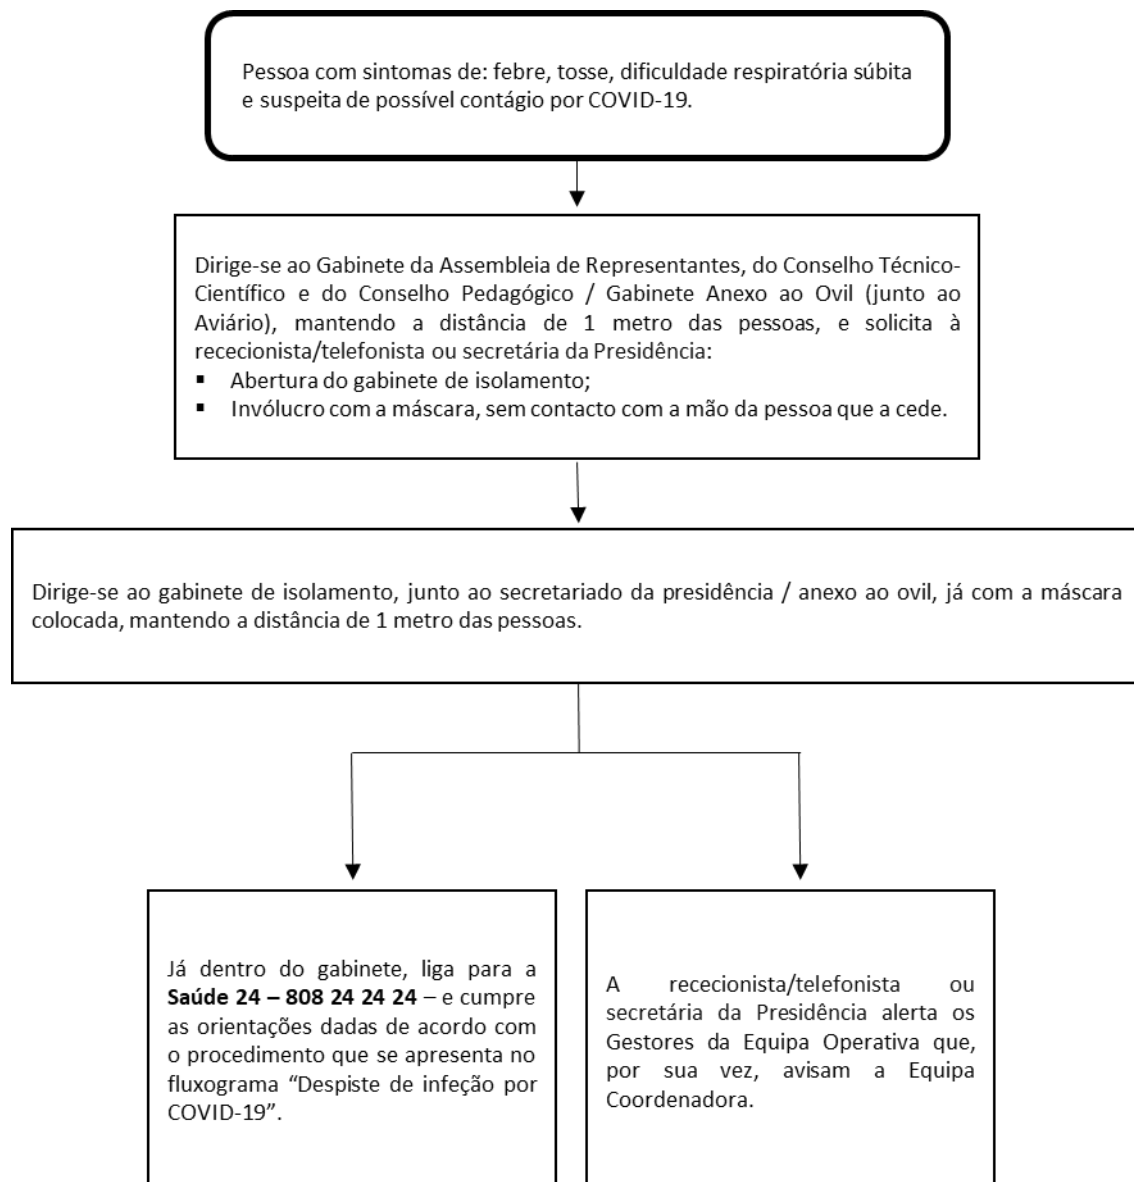 Pessoa com sintomas de: febre, tosse, dificuldade respiratória súbita
e suspeita de possível contágio por COVID-19.
Dirige-se ao Gabinete da Assembleia de Representantes, do Conselho Técnico-
Científico e do Conselho Pedagógico / Gabinete Anexo ao Ovil (junto ao
Aviário), mantendo a distância de 1 metro das pessoas, e solicita à
rececionista/telefonista ou secretária da Presidência:
▪ Abertura do gabinete de isolamento;
▪ Invólucro com a máscara, sem contacto com a mão da pessoa que a cede.
Dirige-se ao gabinete de isolamento, junto ao secretariado da presidência / anexo ao ovil, já com a máscara
colocada, mantendo a distância de 1 metro das pessoas.
Já dentro do gabinete, liga para a
Saúde 24 – 808 24 24 24 – e cumpre
as orientações dadas de acordo com
o procedimento que se apresenta no
fluxograma “Despiste de infeção por
COVID-19”.
A rececionista/telefonista ou
secretária da Presidência alerta os
Gestores da Equipa Operativa que,
por sua vez, avisam a Equipa
Coordenadora.